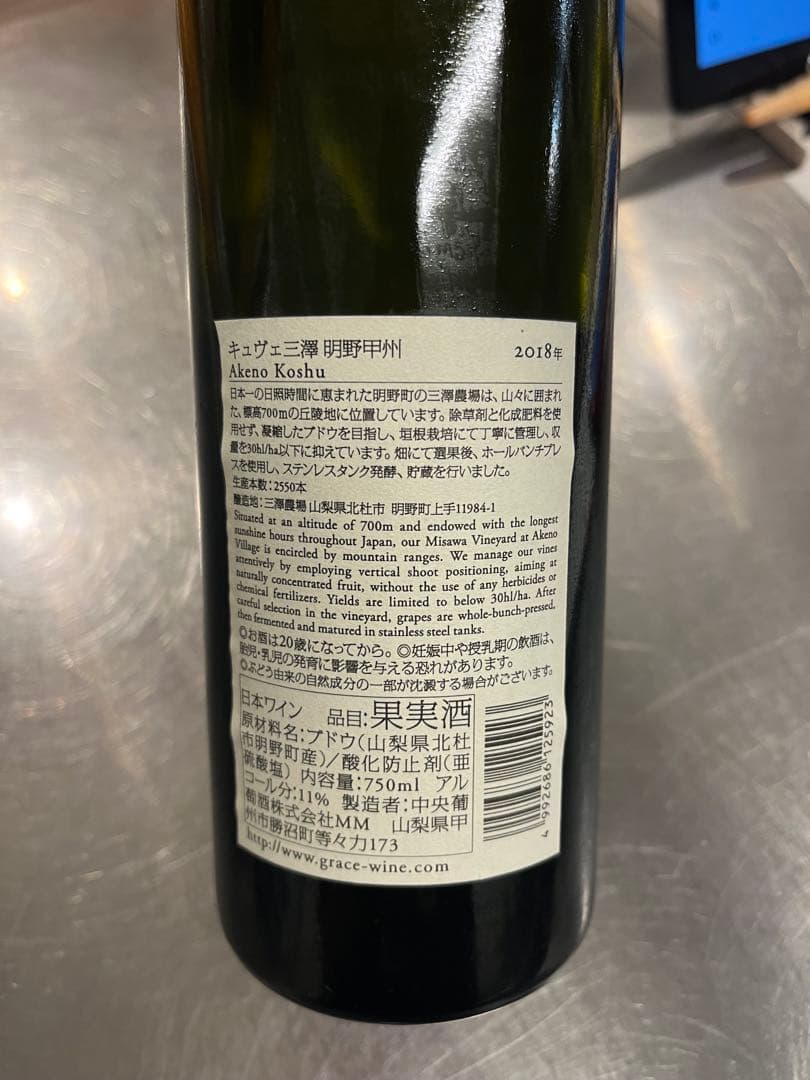 キュヴェ三澤 明野甲州 2018年
Akeno Koshu
日本一の日照時間に恵まれた明野町の三澤農場は、山々に囲まれ
た、標高700mの丘陵地に位置しています。除草剤と化成肥料を使
用せず、凝縮したブドウを目指し、垣根栽培にて丁寧に管理し、収
量を30hl/ha以下に抑えています。畑にて選果後、ホールバンチプレ
スを使用し、ステンレスタンク発酵、貯蔵を行いました。
生産本数:2550本
醸造地:三澤農場 山梨県北杜市 明野町上手11984-1
Situated at an altitude of 700m and endowed with the longest
sunshine hours throughout Japan, our Misawa Vineyard at Akeno
Village is encircled by mountain ranges. We manage our vines
attentively by employing vertical shoot positioning, aiming at
naturally concentrated fruit, without the use of any herbicides or
chemical fertilizers. Yields are limited to below 30hl/ha. After
careful selection in the vineyard, grapes are whole-bunch-pressed,
then fermented and matured in stainless steel tanks.
◎お酒は20歳になってから。◎妊娠中や授乳期の飲酒は、
胎児・乳児の発育に影響を与える恐れがあります。
◎ぶどう由来の自然成分の一部が沈澱する場合がございます。
日本ワイン 品目:果実酒
原材料名:ブドウ(山梨県北杜
市明野町産)/酸化防止剤(亜
硫酸塩) 内容量:750ml アル
コール分:11% 製造者:中央葡
萄酒株式会社MM 山梨県甲
州市勝沼町等々力173
http://www.grace-wine.com
4 992686 125923